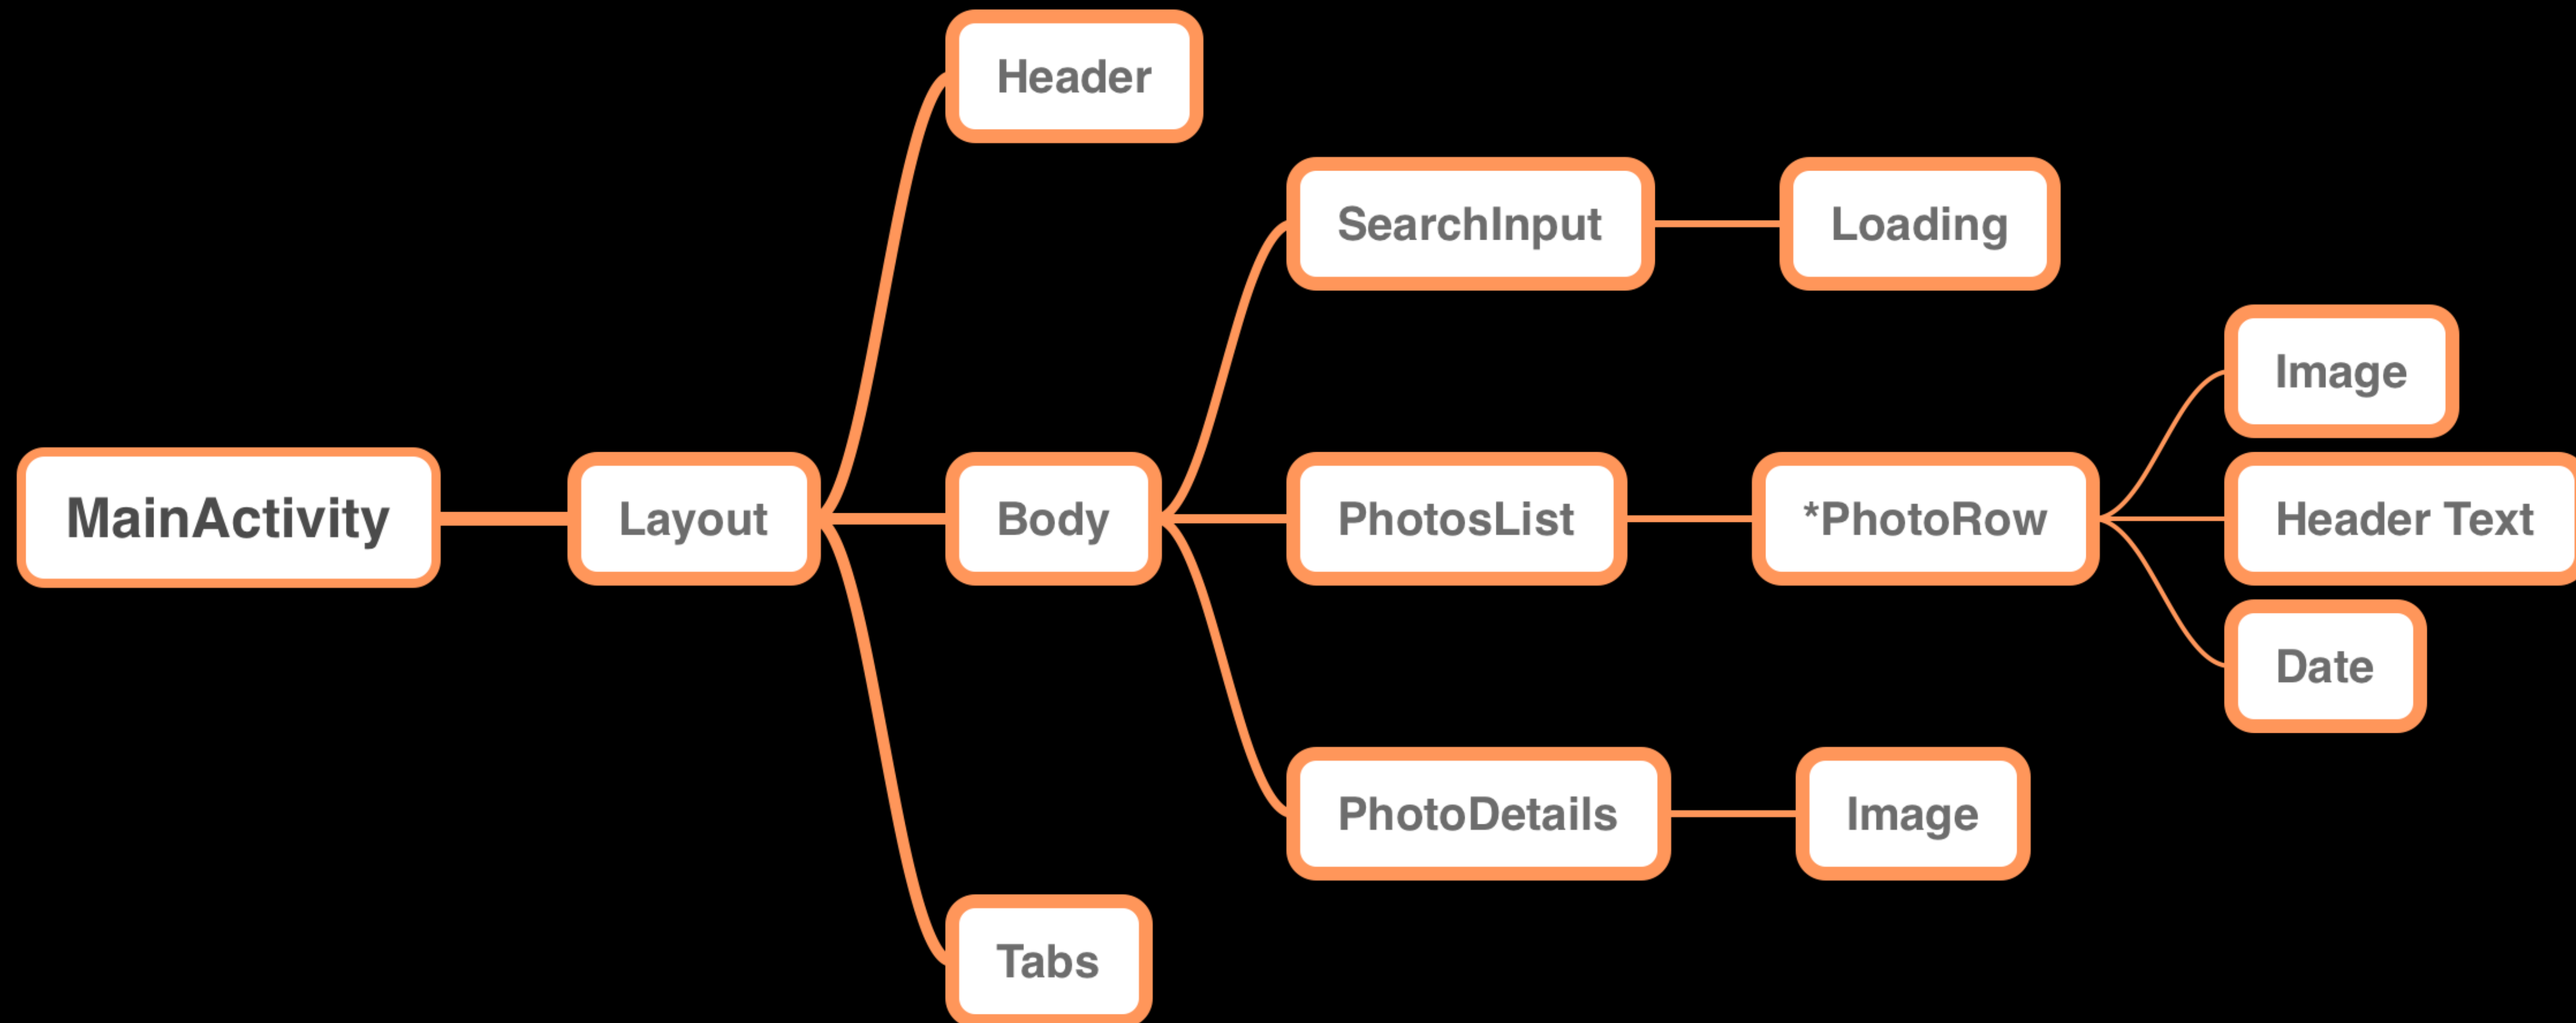 Header
SearchInput
Loading
Image
MainActivity
Layout
Body
PhotosList
*PhotoRow
Header Text
Date
PhotoDetails
Image
Tabs